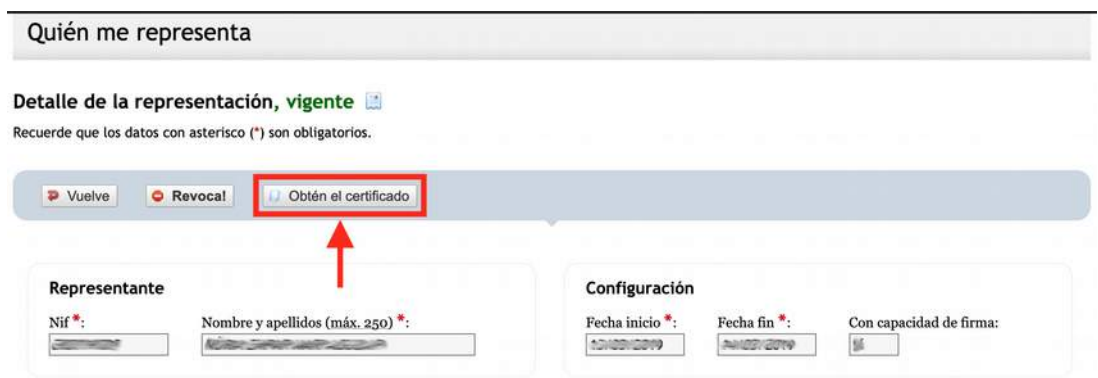 Quién me representa
Detalle de la representación, vigente
Recuerde que los datos con asterisco (*) son obligatorios.
Vuelve Revoca! Obtén el certificado
Representante Configuración
Nif *: Nombre y apellidos (máx. 250) *: Fecha inicio *: Fecha fin *: Con capacidad de firma: